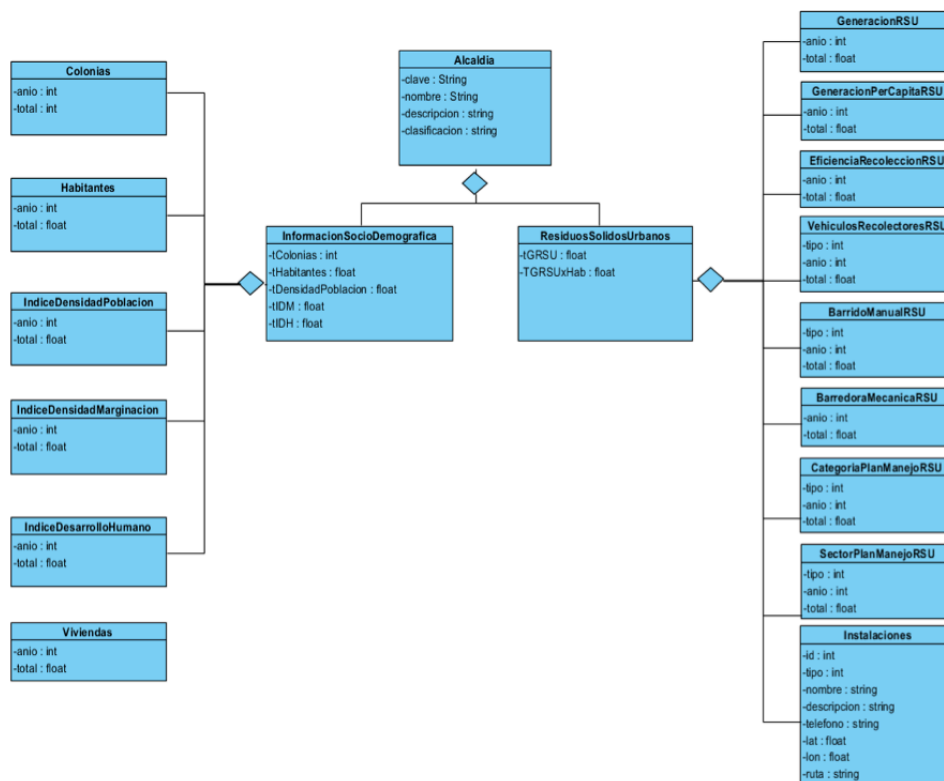 Alcaldia
-clave : String
-nombre : String
-descripcion : string
-clasificacion : string
Colonias
-anio : int
-total : int
Habitantes
-anio : int
-total : float
IndiceDensidadPoblacion
-anio : int
-total : float
IndiceDensidadMarginacion
-anio : int
-total : float
IndiceDesarrolloHumano
-anio : int
-total : float
Viviendas
-anio : int
-total : float
InformacionSocioDemografica
-tColonias : int
-tHabitantes : float
-tDensidadPoblacion : float
-tIDM : float
-tIDH : float
ResiduosSolidosUrbanos
-tGRSU : float
-TGRSUxHab : float
GeneracionRSU
-anio : int
-total : float
GeneracionPerCapitaRSU
-anio : int
-total : float
EficienciaRecoleccionRSU
-anio : int
-total : float
VehiculosRecolectoresRSU
-tipo : int
-anio : int
-total : float
BarridoManualRSU
-tipo : int
-anio : int
-total : float
BarredoraMecanicaRSU
-anio : int
-total : float
CategoriaPlanManejoRSU
-tipo : int
-anio : int
-total : float
SectorPlanManejoRSU
-tipo : int
-anio : int
-total : float
Instalaciones
-id : int
-tipo : int
-nombre : string
-descripcion : string
-telefono : string
-lat : float
-lon : float
-ruta : string